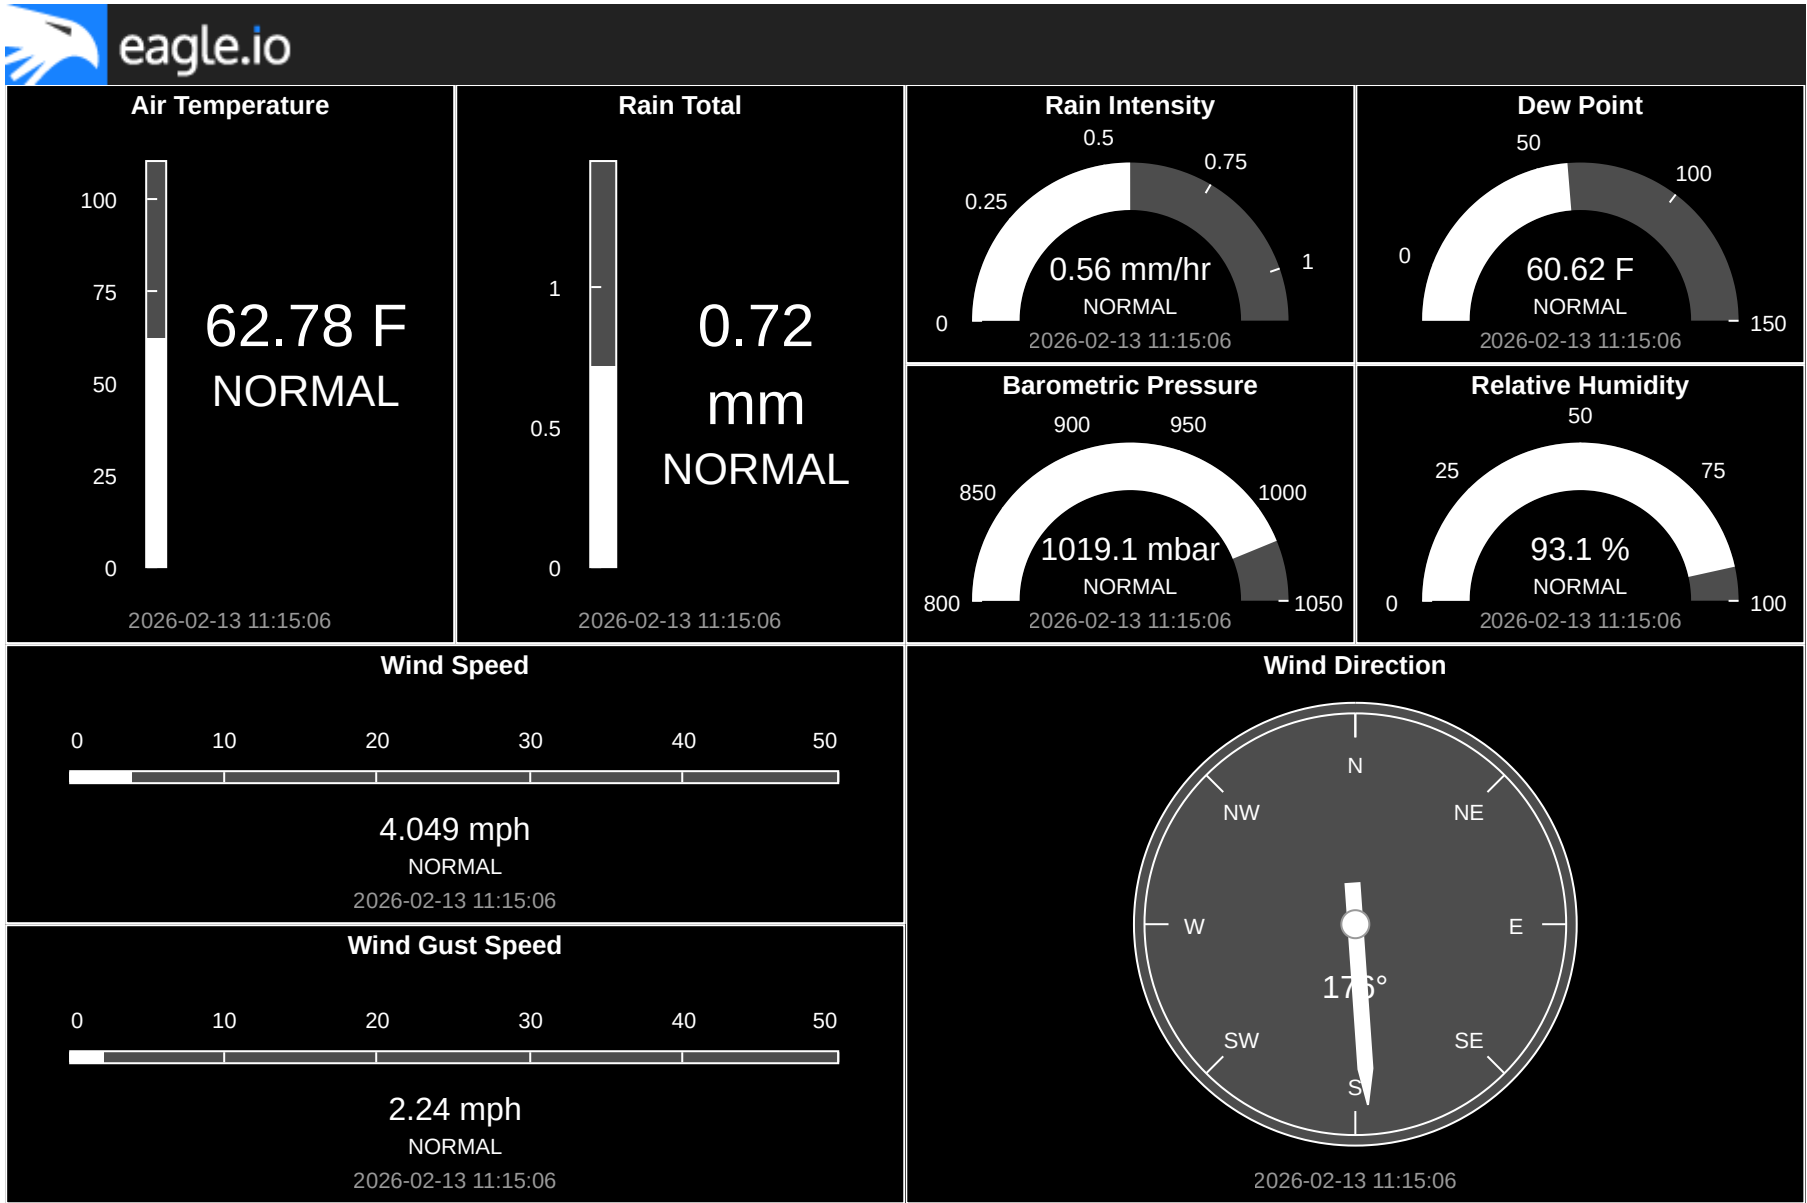 eagle.io
Air Temperature
100
75
50
25
0
62.78 F
NORMAL
2026-02-13 11:15:06
Rain Total
1
0.5
0
0.72
mm
NORMAL
2026-02-13 11:15:06
Rain Intensity
0
0.25
0.5
0.75
1
0.56 mm/hr
NORMAL
2026-02-13 11:15:06
Dew Point
0
50
100
150
60.62 F
NORMAL
2026-02-13 11:15:06
Barometric Pressure
800
850
900
950
1000
1050
1019.1 mbar
NORMAL
2026-02-13 11:15:06
Relative Humidity
0
25
50
75
100
93.1 %
NORMAL
2026-02-13 11:15:06
Wind Speed
0 10 20 30 40 50
4.049 mph
NORMAL
2026-02-13 11:15:06
Wind Gust Speed
0 10 20 30 40 50
2.24 mph
NORMAL
2026-02-13 11:15:06
Wind Direction
N
NW NE
W E
176°
SW SE
S
2026-02-13 11:15:06